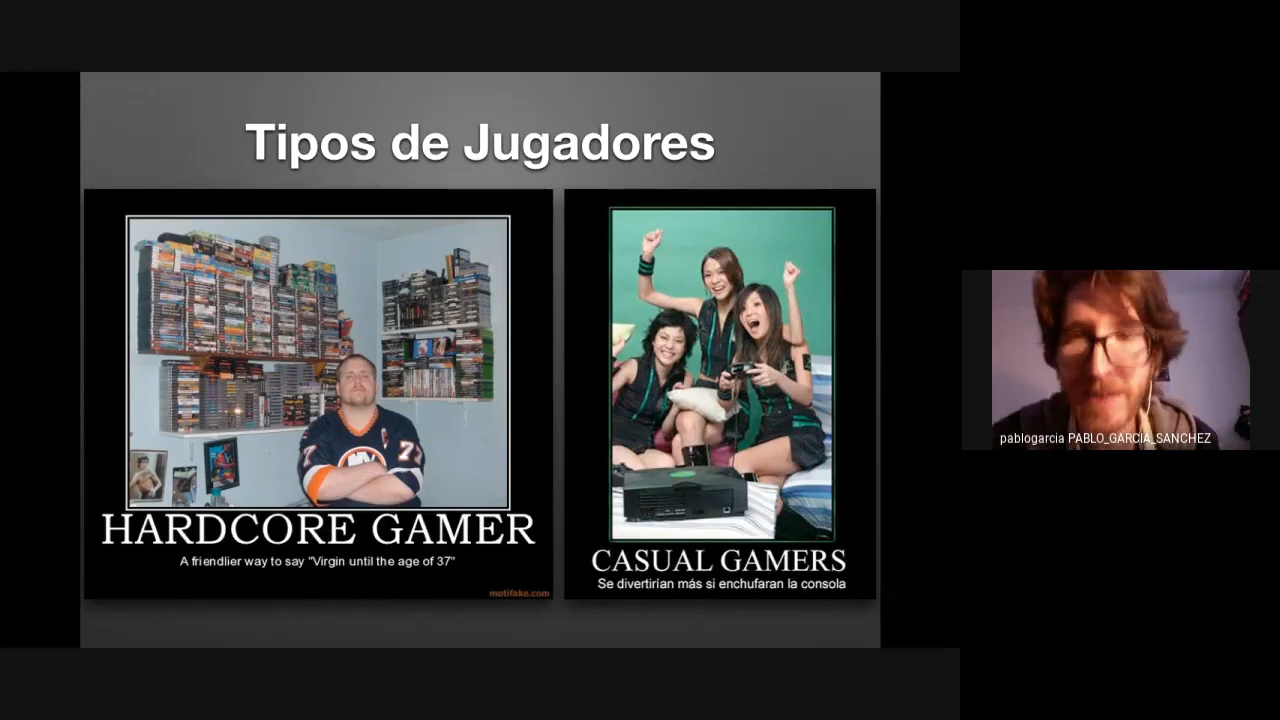 Tipos de Jugadores
77
HARDCORE GAMER
A friendlier way to say "Virgin until the age of 37"
motifake.com
CASUAL GAMERS
Se divertirían más si enchufaran la consola
pablogarcia PABLO_GARCIA_SANCHEZ